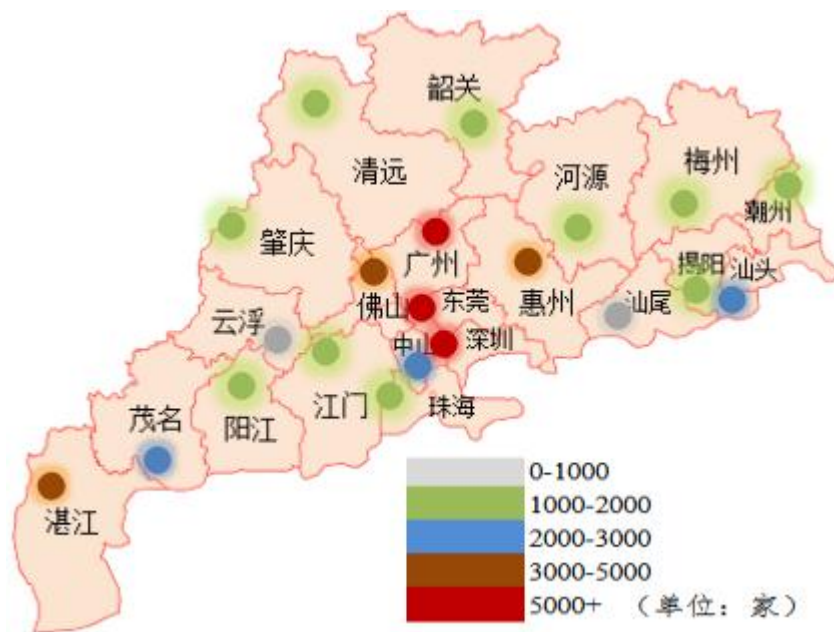 韶关
清远
河源
梅州
潮州
肇庆
广州
揭阳
汕头
佛山
东莞
惠州
汕尾
云浮
中山
深圳
茂名
阳江
江门
珠海
湛江
0-1000
1000-2000
2000-3000
3000-5000
5000+ （单位：家）